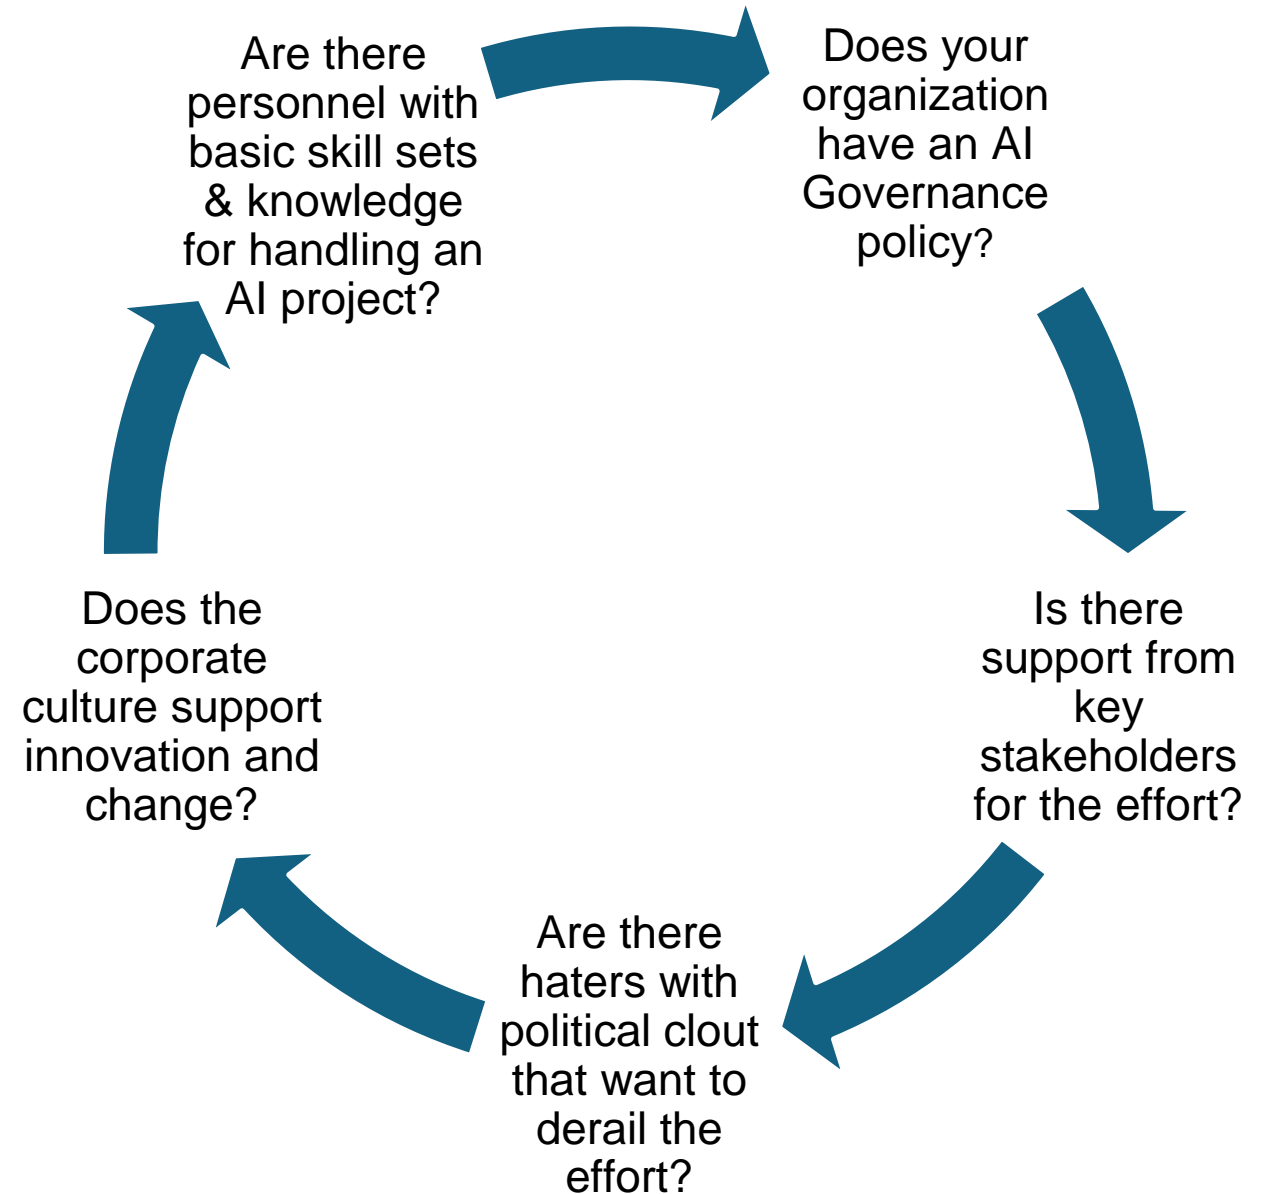 Are there
personnel with
basic skill sets
& knowledge
for handling an
AI project?
Does your
organization
have an AI
Governance
policy?
Is there
support from
key
stakeholders
for the effort?
Are there
haters with
political clout
that want to
derail the
effort?
Does the
corporate
culture support
innovation and
change?